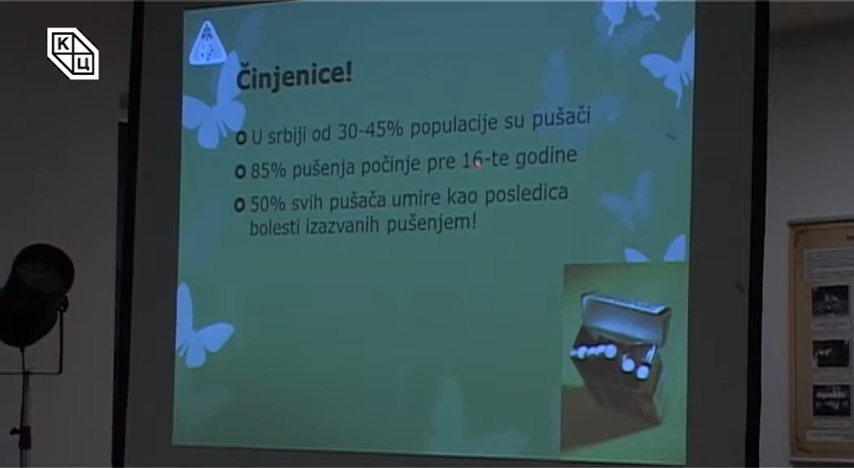 КЦ
Činjenice!
U srbiji od 30-45% populacije su pušači
85% pušenja počinje pre 16-te godine
50% svih pušača umire kao posledica
bolesti izazvanih pušenjem!